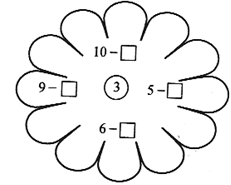 10 – □
9 – □ 3 5 – □
6 – □